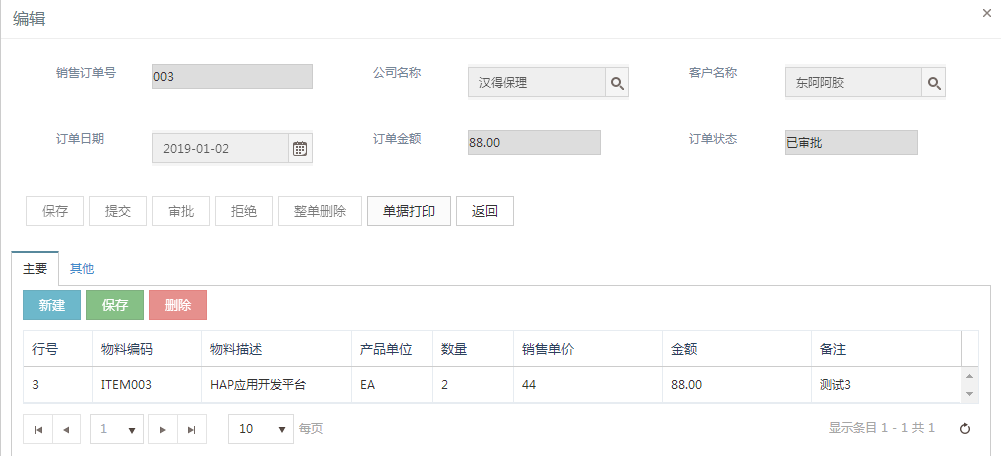 编辑
销售订单号 003 公司名称 汉得保理 客户名称 东阿阿胶
订单日期 2019-01-02 订单金额 88.00 订单状态 已审批
保存 提交 审批 拒绝 整单删除 单据打印 返回
主要 其他
新建 保存 删除
行号 物料编码 物料描述 产品单位 数量 销售单价 金额 备注
3 ITEM003 HAP应用开发平台 EA 2 44 88.00 测试3
1 10 每页 显示条目 1 - 1 共 1